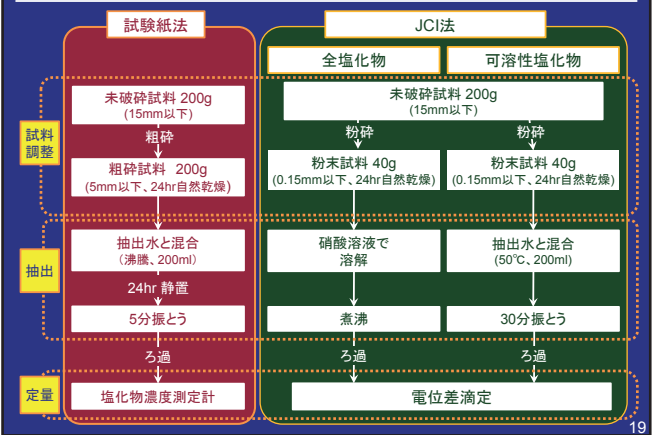 試験紙法
JCI法
全塩化物
可溶性塩化物
試料
調整
未破砕試料 200g
(15mm以下)
未破砕試料 200g
(15mm以下)
粗砕
粉砕
粉砕
粗砕試料 200g
(5mm以下、24hr自然乾燥)
粉末試料 40g
(0.15mm以下、24hr自然乾燥)
粉末試料 40g
(0.15mm以下、24hr自然乾燥)
抽出
抽出水と混合
(沸騰、200ml)
硝酸溶液で
溶解
抽出水と混合
(50℃、200ml)
24hr 静置
5分振とう
煮沸
30分振とう
ろ過
ろ過
ろ過
定量
塩化物濃度測定計
電位差滴定
19